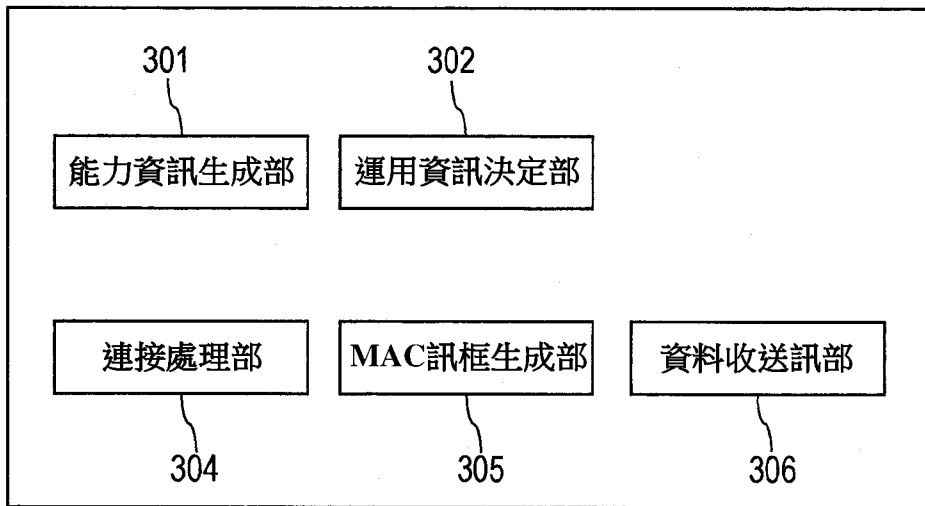 301
302
能力資訊生成部
運用資訊決定部
連接處理部
MAC訊框生成部
資料收送訊部
304
305
306